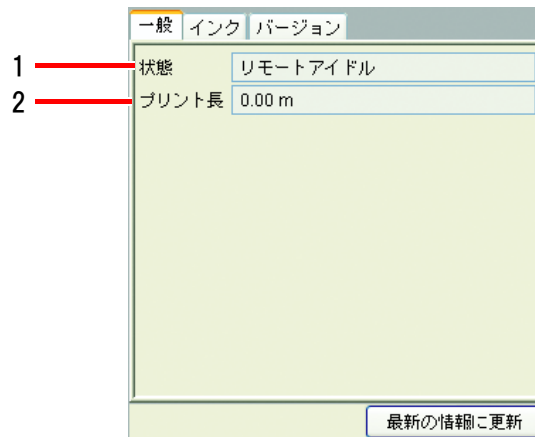 一般 インク バージョン
1 状態 リモートアイドル
2 プリント長 0.00 m
最新の情報に更新